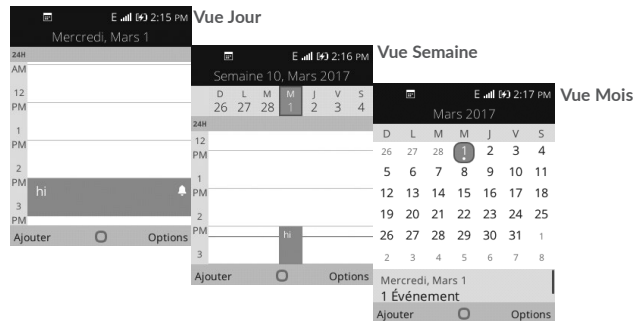 E 2:15 PM
Vue Jour
Mercredi, Mars 1
24H
AM
12
PM
1
PM
2
PM
hi
3
PM
Ajouter Options
E 2:16 PM
Vue Semaine
Semaine 10, Mars 2017
D L M M J V S
26 27 28 1 2 3 4
24H
12
PM
1
PM
2
PM
hi
3
Ajouter Options
E 2:17 PM
Vue Mois
Mars 2017
D L M M J V S
26 27 28 1 2 3 4
5 6 7 8 9 10 11
12 13 14 15 16 17 18
19 20 21 22 23 24 25
26 27 28 29 30 31 1
2 3 4 5 6 7 8
Mercredi, Mars 1
1 Événement
Ajouter Options